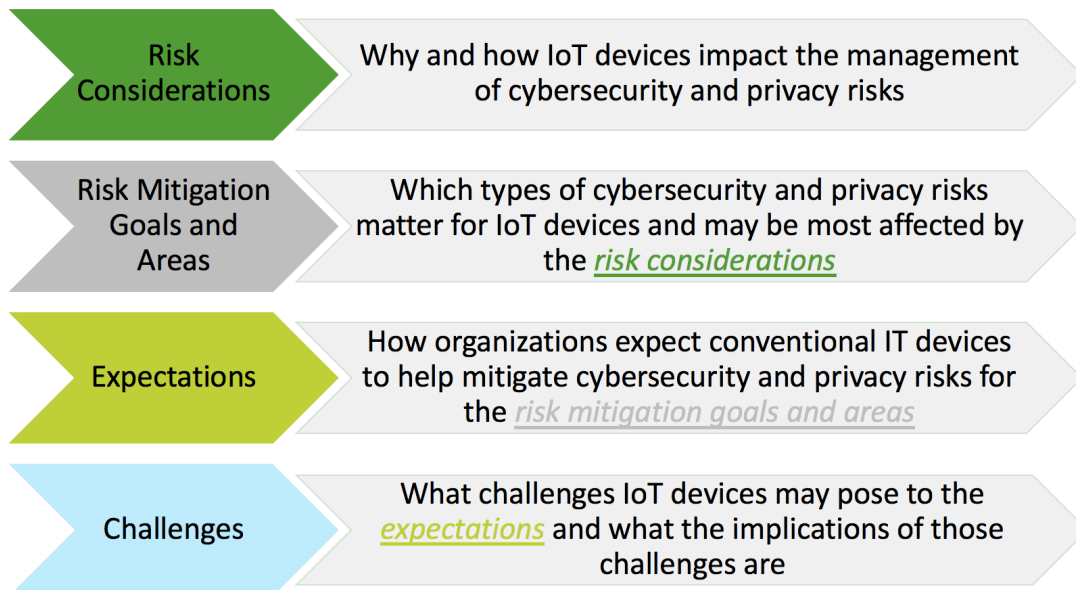 Risk
Considerations
Why and how IoT devices impact the management
of cybersecurity and privacy risks
Risk Mitigation
Goals and
Areas
Which types of cybersecurity and privacy risks
matter for IoT devices and may be most affected by
the risk considerations
Expectations
How organizations expect conventional IT devices
to help mitigate cybersecurity and privacy risks for
the risk mitigation goals and areas
Challenges
What challenges IoT devices may pose to the
expectations and what the implications of those
challenges are